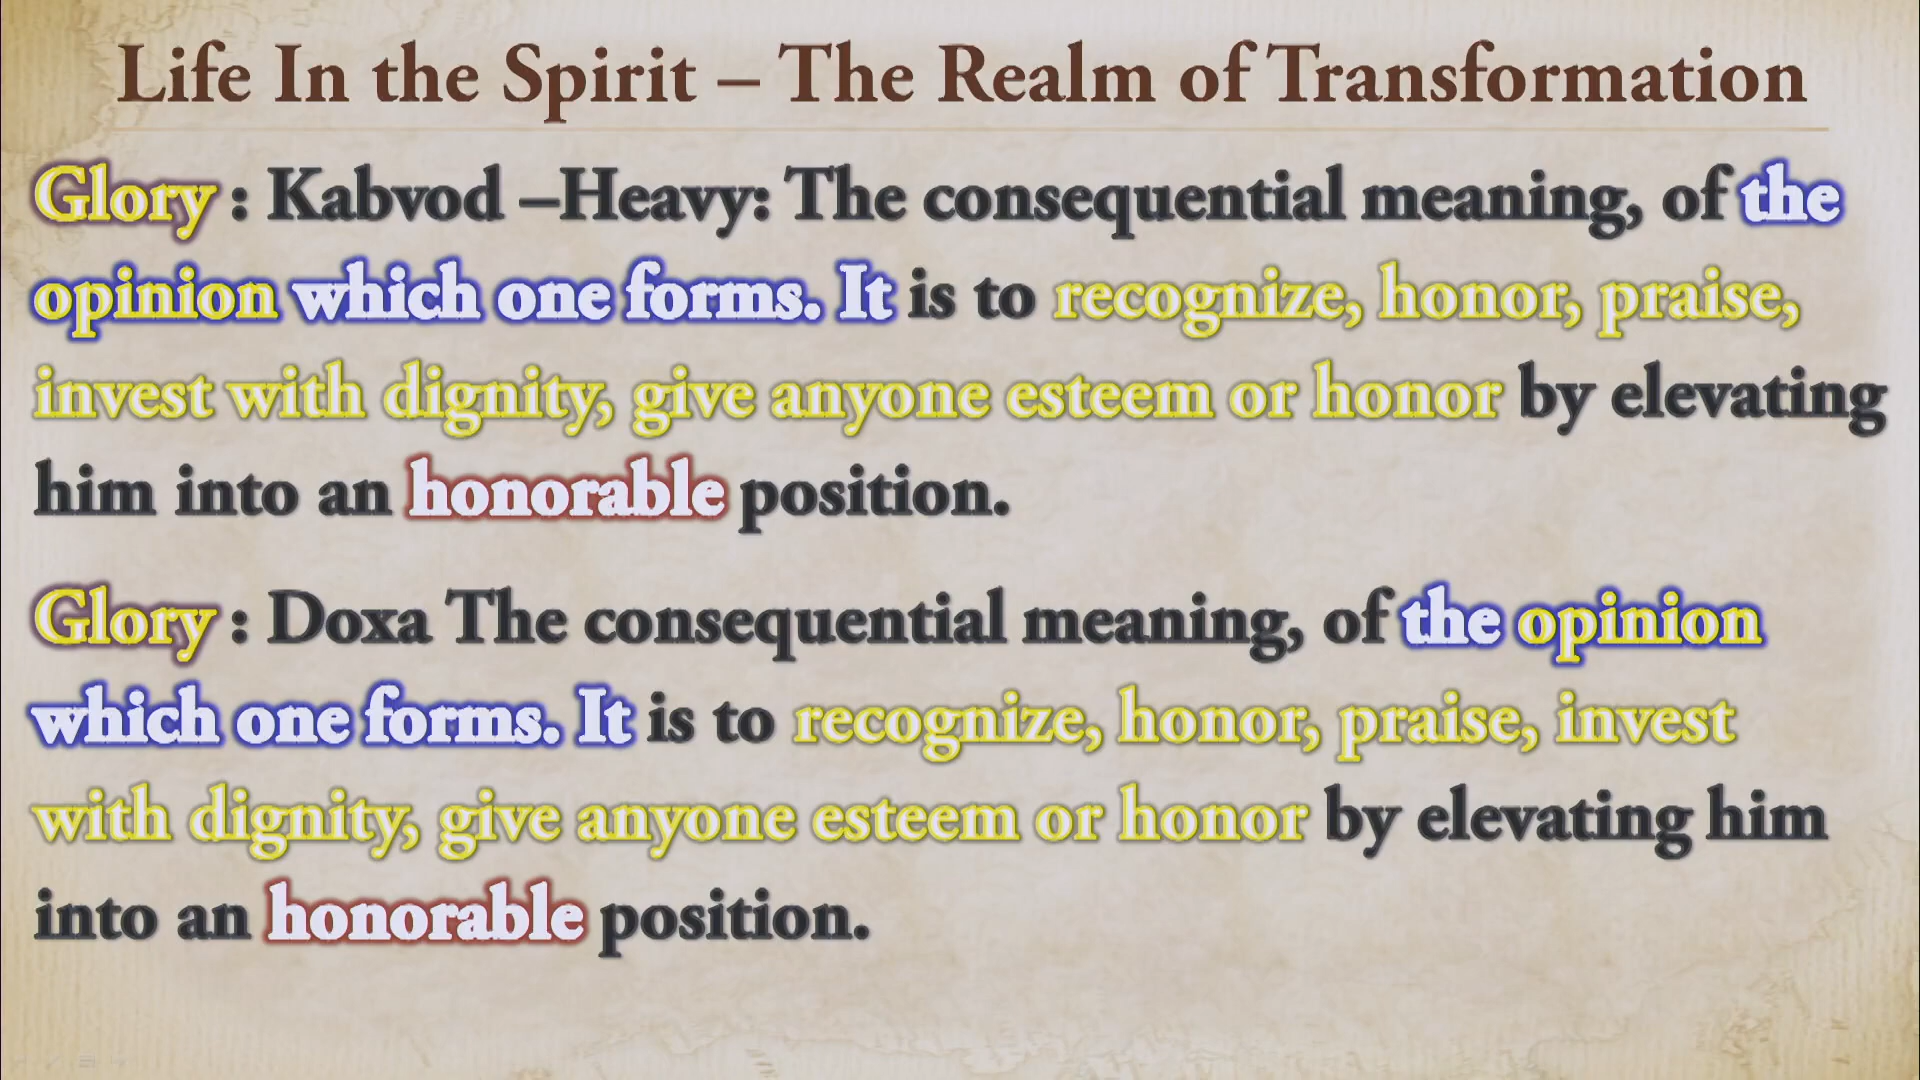 Life In the Spirit – The Realm of Transformation
Glory : Kabvod –Heavy: The consequential meaning, of the
opinion which one forms. It is to recognize, honor, praise,
invest with dignity, give anyone esteem or honor by elevating
him into an honorable position.
Glory : Doxa The consequential meaning, of the opinion
which one forms. It is to recognize, honor, praise, invest
with dignity, give anyone esteem or honor by elevating him
into an honorable position.